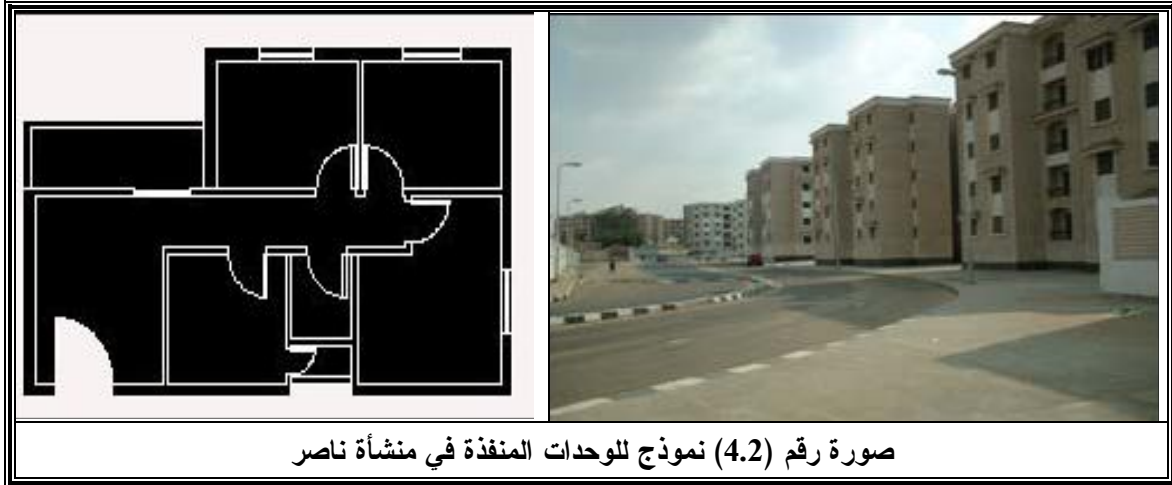 صورة رقم (4.2) نموذج للوحدات المنفذة في منشأة ناصر